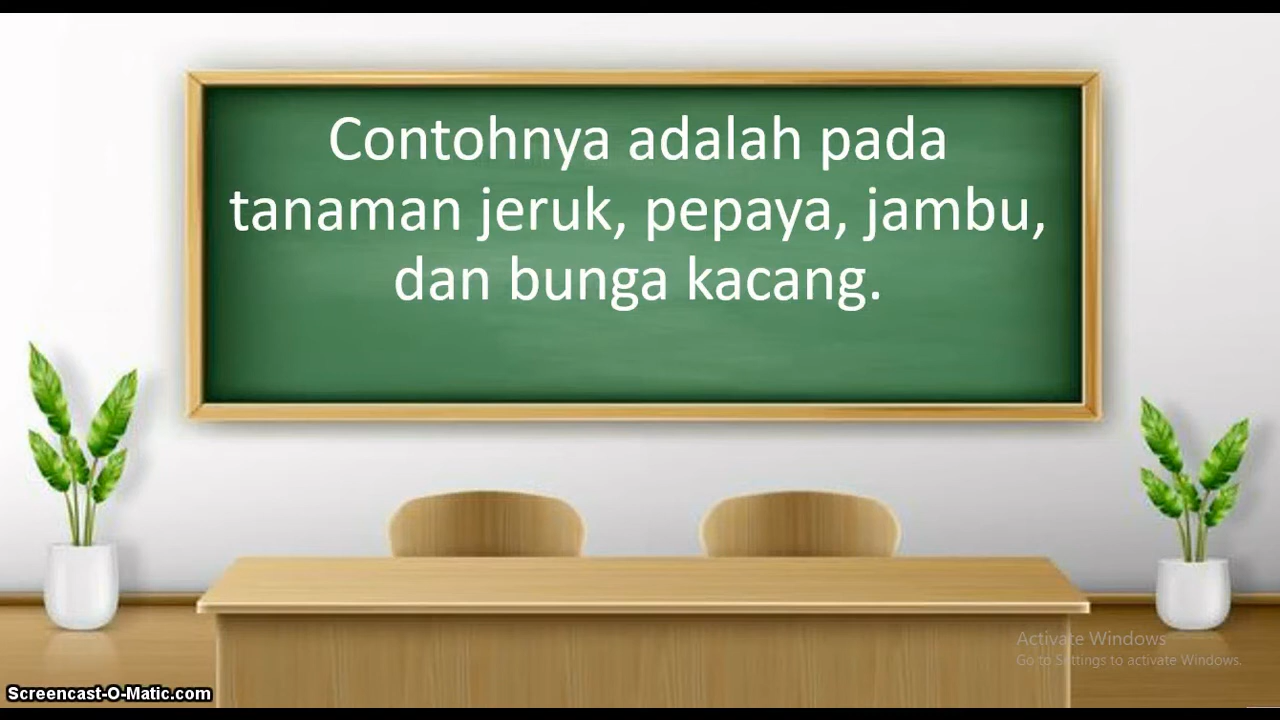 Contohnya adalah pada
tanaman jeruk, pepaya, jambu,
dan bunga kacang.
Activate Windows
Go to Settings to activate Windows.
Screencast-O-Matic.com